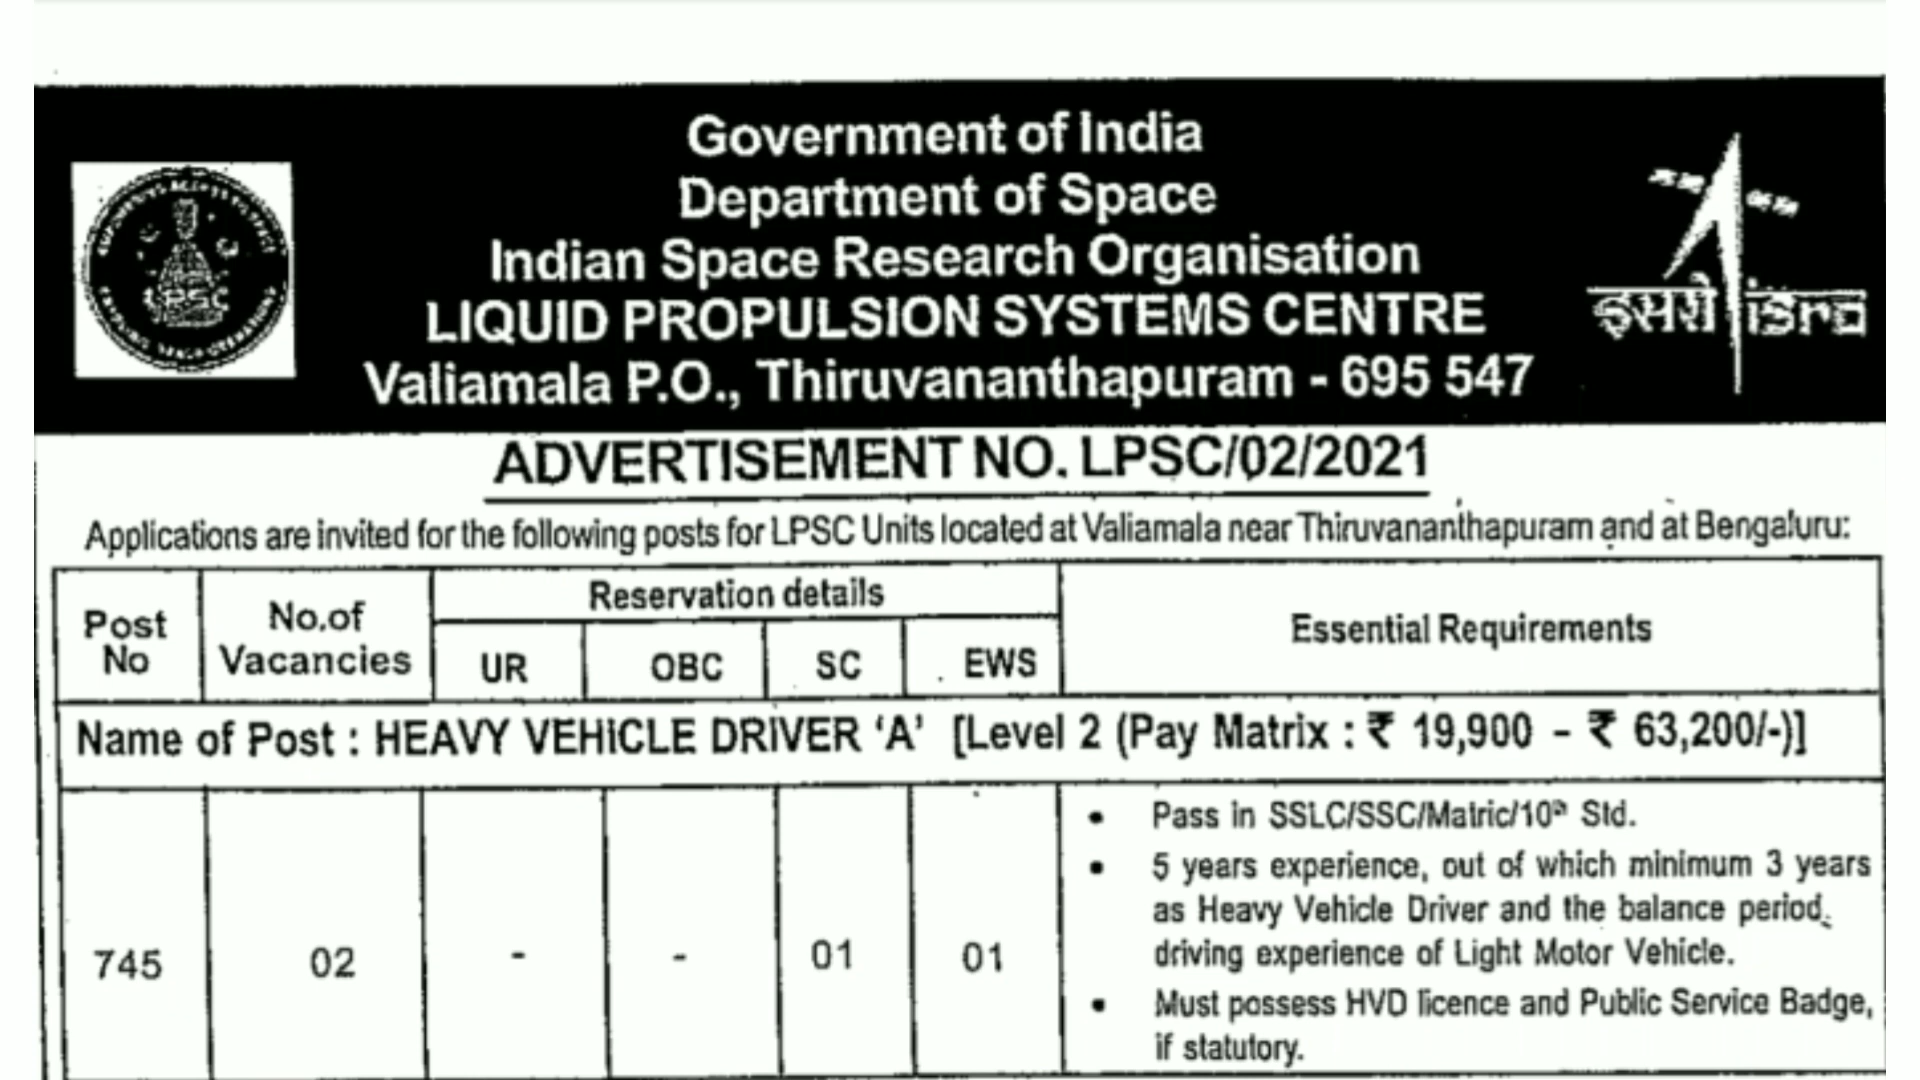 Government of India
Department of Space
Indian Space Research Organisation
LIQUID PROPULSION SYSTEMS CENTRE
Valiamala P.O., Thiruvananthapuram - 695 547
LPSC
इसरो isro
ADVERTISEMENT NO. LPSC/02/2021
Applications are invited for the following posts for LPSC Units located at Valiamala near Thiruvananthapuram and at Bengaluru:
Post No
No.of Vacancies
Reservation details
UR OBC SC EWS
Essential Requirements
Name of Post : HEAVY VEHICLE DRIVER ‘A’ [Level 2 (Pay Matrix : ₹ 19,900 - ₹ 63,200/-)]
745 02 - - 01 01
• Pass in SSLC/SSC/Matric/10th Std.
• 5 years experience, out of which minimum 3 years
as Heavy Vehicle Driver and the balance period,
driving experience of Light Motor Vehicle.
• Must possess HVD licence and Public Service Badge,
if statutory.